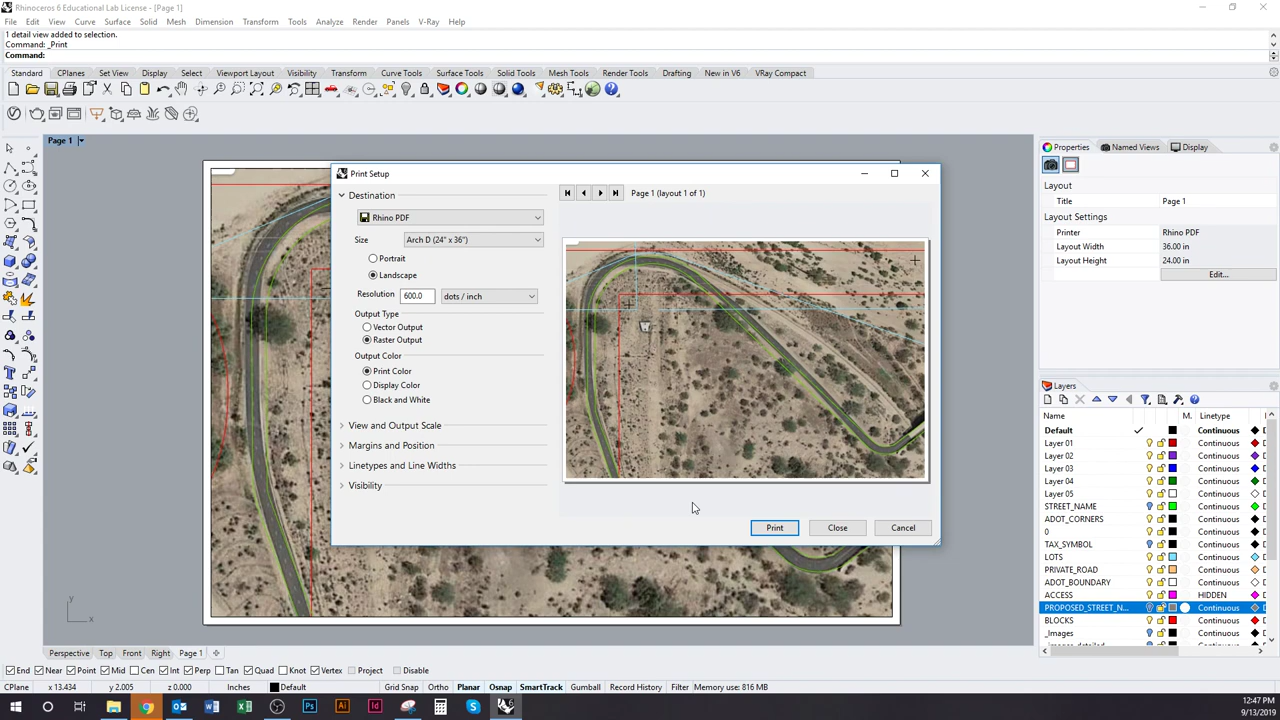 Rhinoceros 6 Educational Lab License - [Page 1]
File Edit View Curve Surface Solid Mesh Dimension Transform Tools Analyze Render Panels V-Ray Help
1 detail view added to selection.
Command: _Print
Command:
Standard CPlanes Set View Display Select Viewport Layout Visibility Transform Curve Tools Surface Tools Solid Tools Mesh Tools Render Tools Drafting New in V6 VRay Compact
Page 1
Print Setup
Destination
Rhino PDF
Size Arch D (24" x 36")
Portrait
Landscape
Resolution 600.0 dots / inch
Output Type
Vector Output
Raster Output
Output Color
Print Color
Display Color
Black and White
View and Output Scale
Margins and Position
Linetypes and Line Widths
Visibility
Page 1 (layout 1 of 1)
Print Close Cancel
Properties Named Views Display
Layout
Title Page 1
Layout Settings
Printer Rhino PDF
Layout Width 36.00 in
Layout Height 24.00 in
Edit...
Layers
Name M. Linetype
Default Continuous
Layer 01 Continuous
Layer 02 Continuous
Layer 03 Continuous
Layer 04 Continuous
Layer 05 Continuous
STREET_NAME Continuous
ADOT_CORNERS Continuous
0 Continuous
TAX_SYMBOL Continuous
LOTS Continuous
PRIVATE_ROAD Continuous
ADOT_BOUNDARY Continuous
ACCESS HIDDEN
PROPOSED_STREET_N... Continuous
BLOCKS Continuous
_Images Continuous
y
x
Perspective Top Front Right Page 1
End Near Point Mid Cen Int Perp Tan Quad Knot Vertex Project Disable
CPlane x 13.434 y 2.005 z 0.000 Inches Default Grid Snap Ortho Planar Osnap SmartTrack Gumball Record History Filter Memory use: 816 MB
12:47 PM
9/13/2019